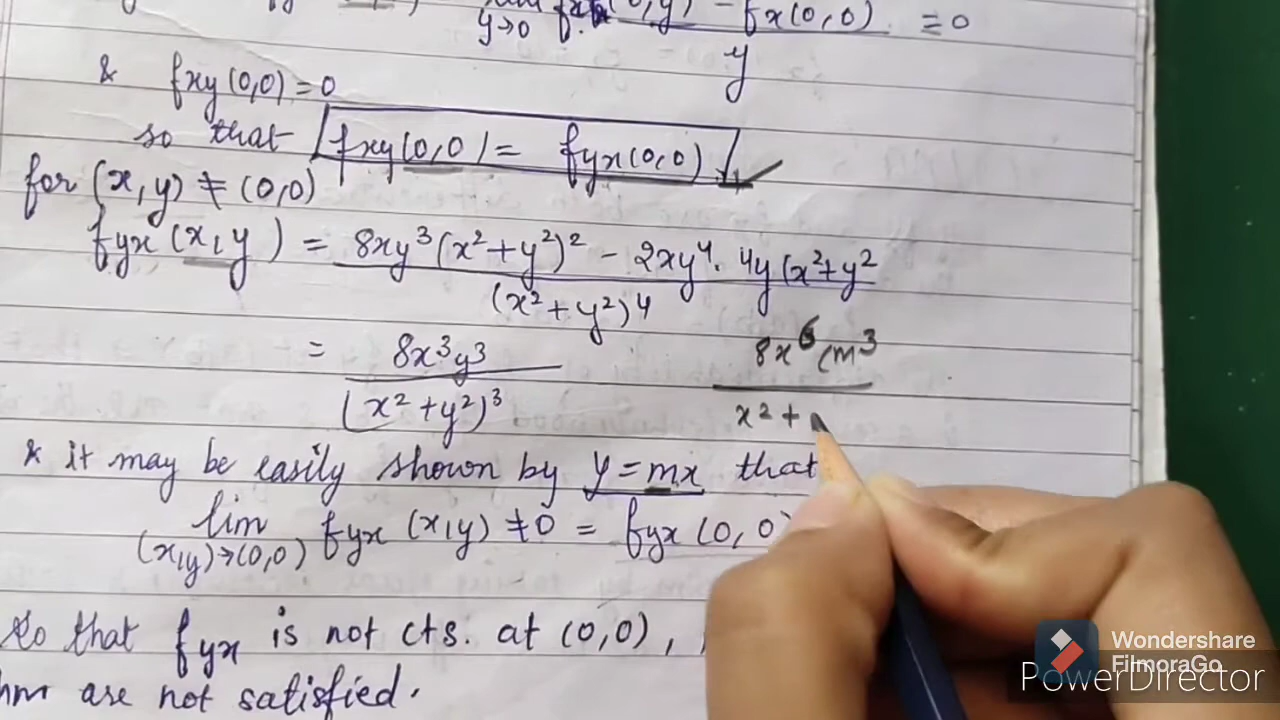 y→0 (0,y) - fx(0,0) = 0
y
& fxy(0,0) = 0
so that fxy(0,0) = fyx(0,0)
for (x,y) ≠ (0,0)
fyx(x,y) = 8xy³(x²+y²)² - 2xy⁴. 4y(x²+y²
(x²+y²)⁴
= 8x³y³
(x²+y²)³
8x⁶(m³
x²+
& it may be easily shown by y=mx that
lim fyx (x,y) ≠ 0 = fyx(0,0)
(x,y)→(0,0)
so that fyx is not cts. at (0,0),
are not satisfied.
Wondershare
FilmoraGo
PowerDirector